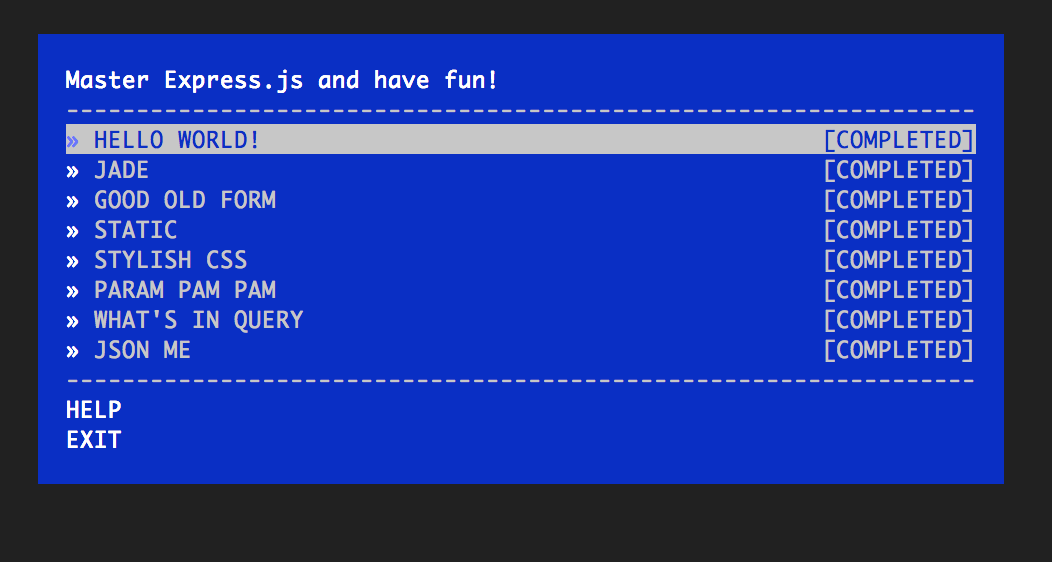 Master Express.js and have fun!
-----------------------------------------------------------------
» HELLO WORLD! [COMPLETED]
» JADE [COMPLETED]
» GOOD OLD FORM [COMPLETED]
» STATIC [COMPLETED]
» STYLISH CSS [COMPLETED]
» PARAM PAM PAM [COMPLETED]
» WHAT'S IN QUERY [COMPLETED]
» JSON ME [COMPLETED]
-----------------------------------------------------------------
HELP
EXIT